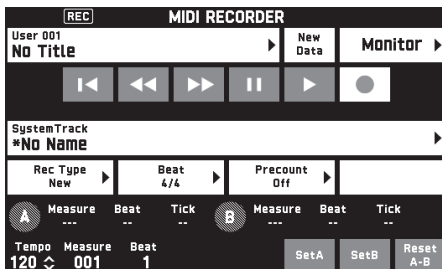 REC MIDI RECORDER
User 001
No Title
New
Data
Monitor
SystemTrack
*No Name
Rec Type
New
Beat
4/4
Precount
Off
A
Measure Beat Tick
--- -- ---
B
Measure Beat Tick
--- -- ---
Tempo Measure Beat
120 001 1
SetA
SetB
Reset
A-B